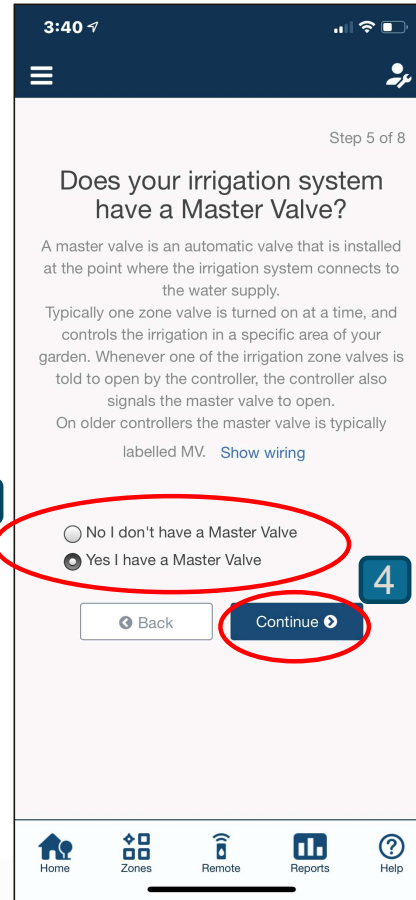 3:40
Step 5 of 8
Does your irrigation system
have a Master Valve?
A master valve is an automatic valve that is installed
at the point where the irrigation system connects to
the water supply.
Typically one zone valve is turned on at a time, and
controls the irrigation in a specific area of your
garden. Whenever one of the irrigation zone valves is
told to open by the controller, the controller also
signals the master valve to open.
On older controllers the master valve is typically
labelled MV. Show wiring
No I don't have a Master Valve
Yes I have a Master Valve
4
Back Continue
Home Zones Remote Reports Help